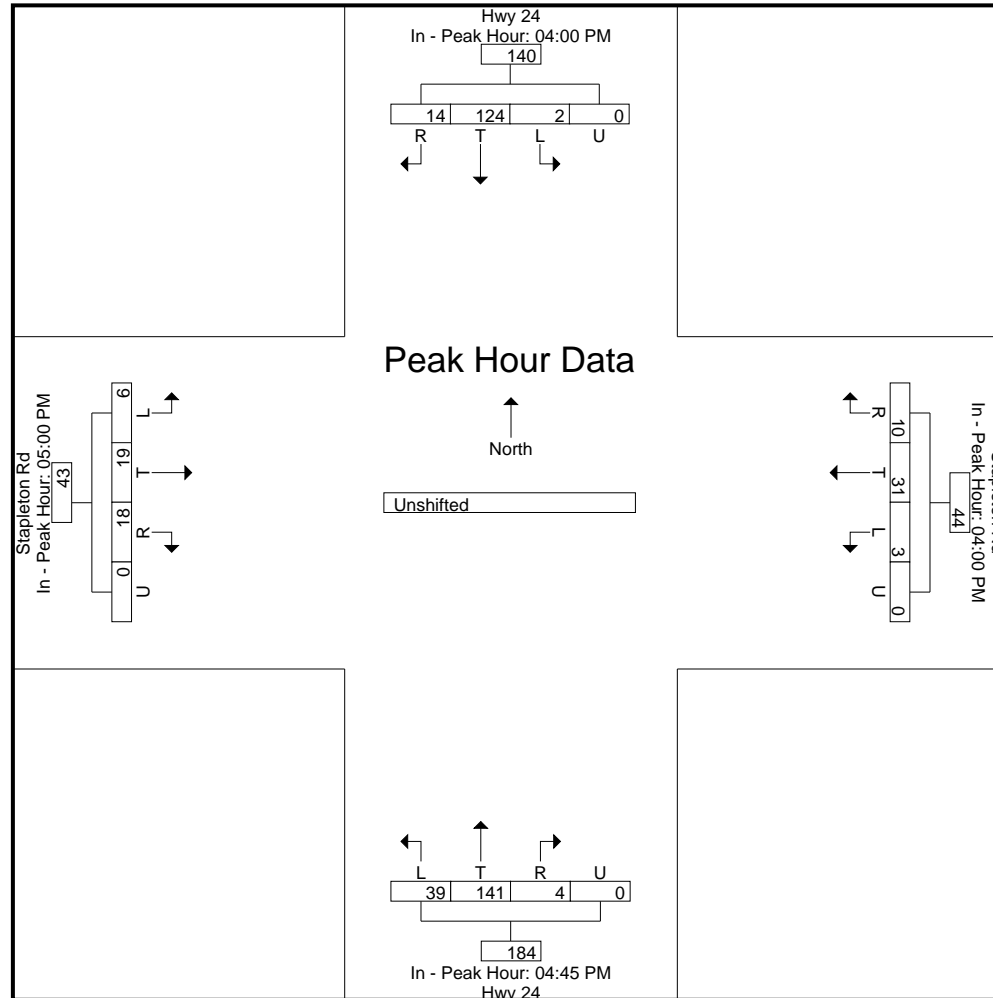 Hwy 24
In - Peak Hour: 04:00 PM
140
14 124 2 0
R T L U
Peak Hour Data
North
Unshifted
Stapleton Rd
In - Peak Hour: 05:00 PM
43
6 19 18 0
L T R U
In - Peak Hour: 04:00 PM
44
10 31 3 0
R T L U
L T R U
39 141 4 0
184
In - Peak Hour: 04:45 PM
Hwy 24